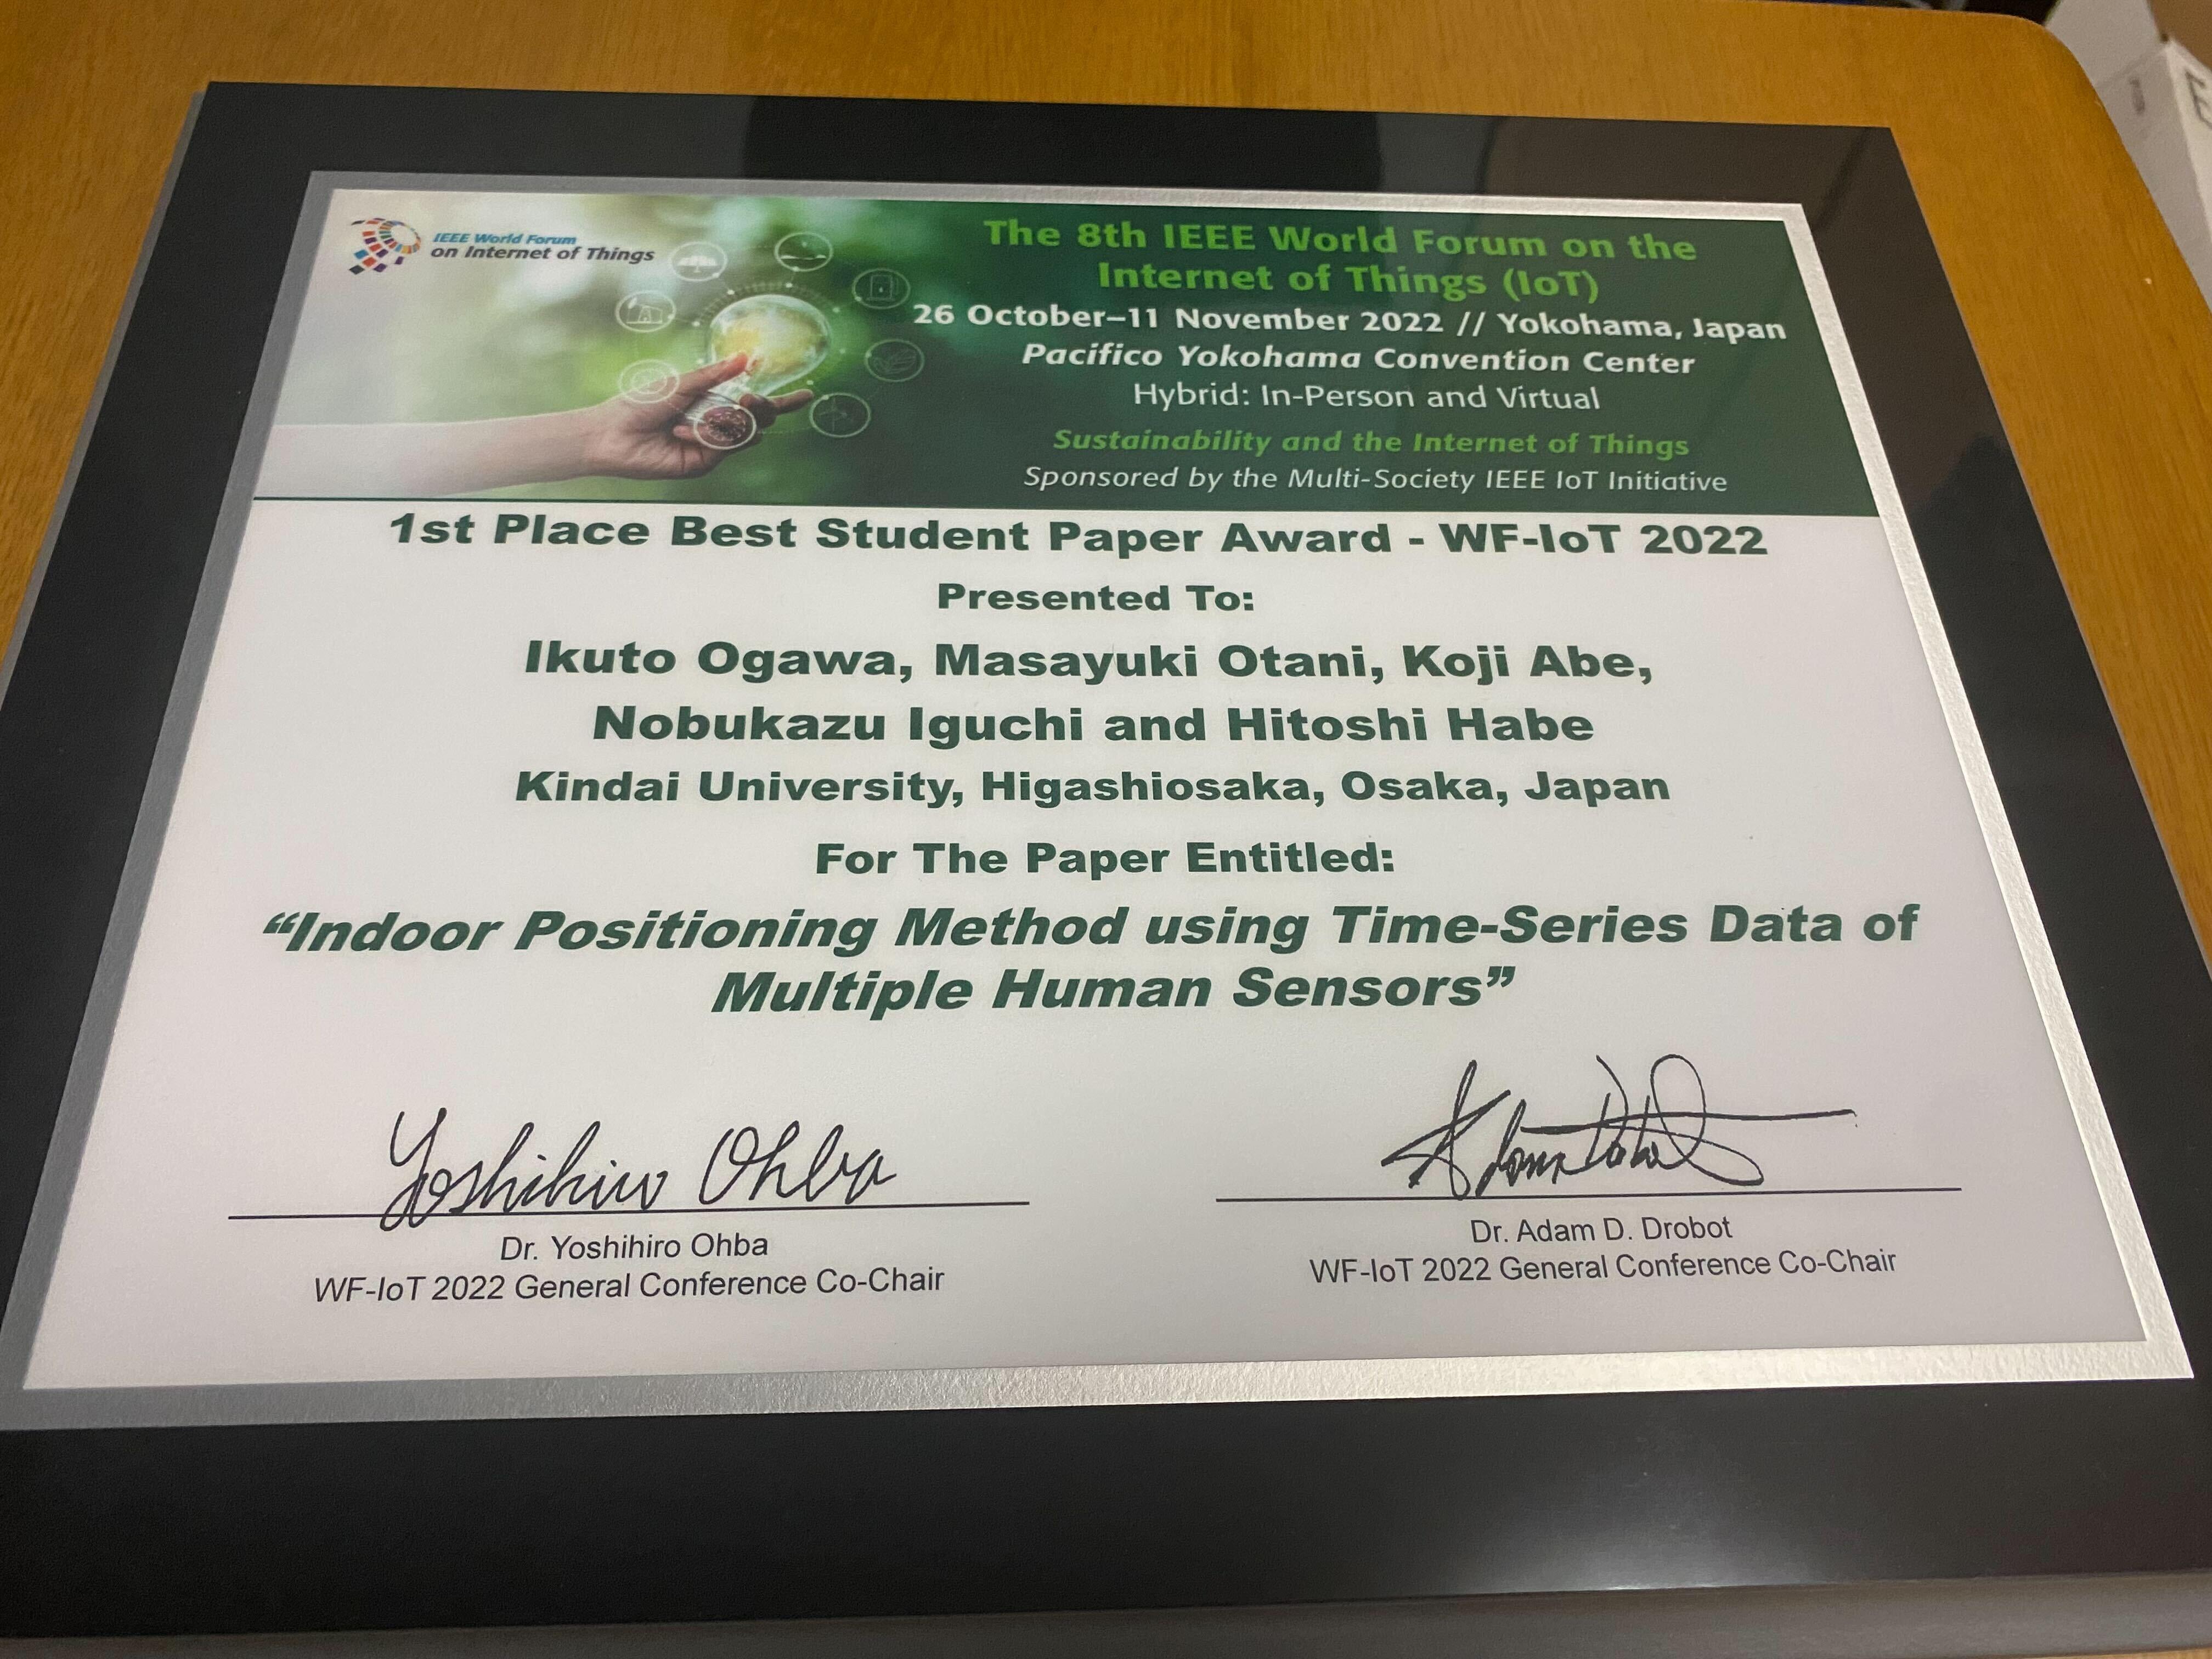 IEEE World Forum
on Internet of Things
The 8th IEEE World Forum on the
Internet of Things (IoT)
26 October–11 November 2022 // Yokohama, Japan
Pacifico Yokohama Convention Center
Hybrid: In-Person and Virtual
Sustainability and the Internet of Things
Sponsored by the Multi-Society IEEE IoT Initiative
1st Place Best Student Paper Award - WF-IoT 2022
Presented To:
Ikuto Ogawa, Masayuki Otani, Koji Abe,
Nobukazu Iguchi and Hitoshi Habe
Kindai University, Higashiosaka, Osaka, Japan
For The Paper Entitled:
“Indoor Positioning Method using Time-Series Data of
Multiple Human Sensors”
Yoshihiro Ohba
Dr. Yoshihiro Ohba
WF-IoT 2022 General Conference Co-Chair
Dr. Adam D. Drobot
WF-IoT 2022 General Conference Co-Chair